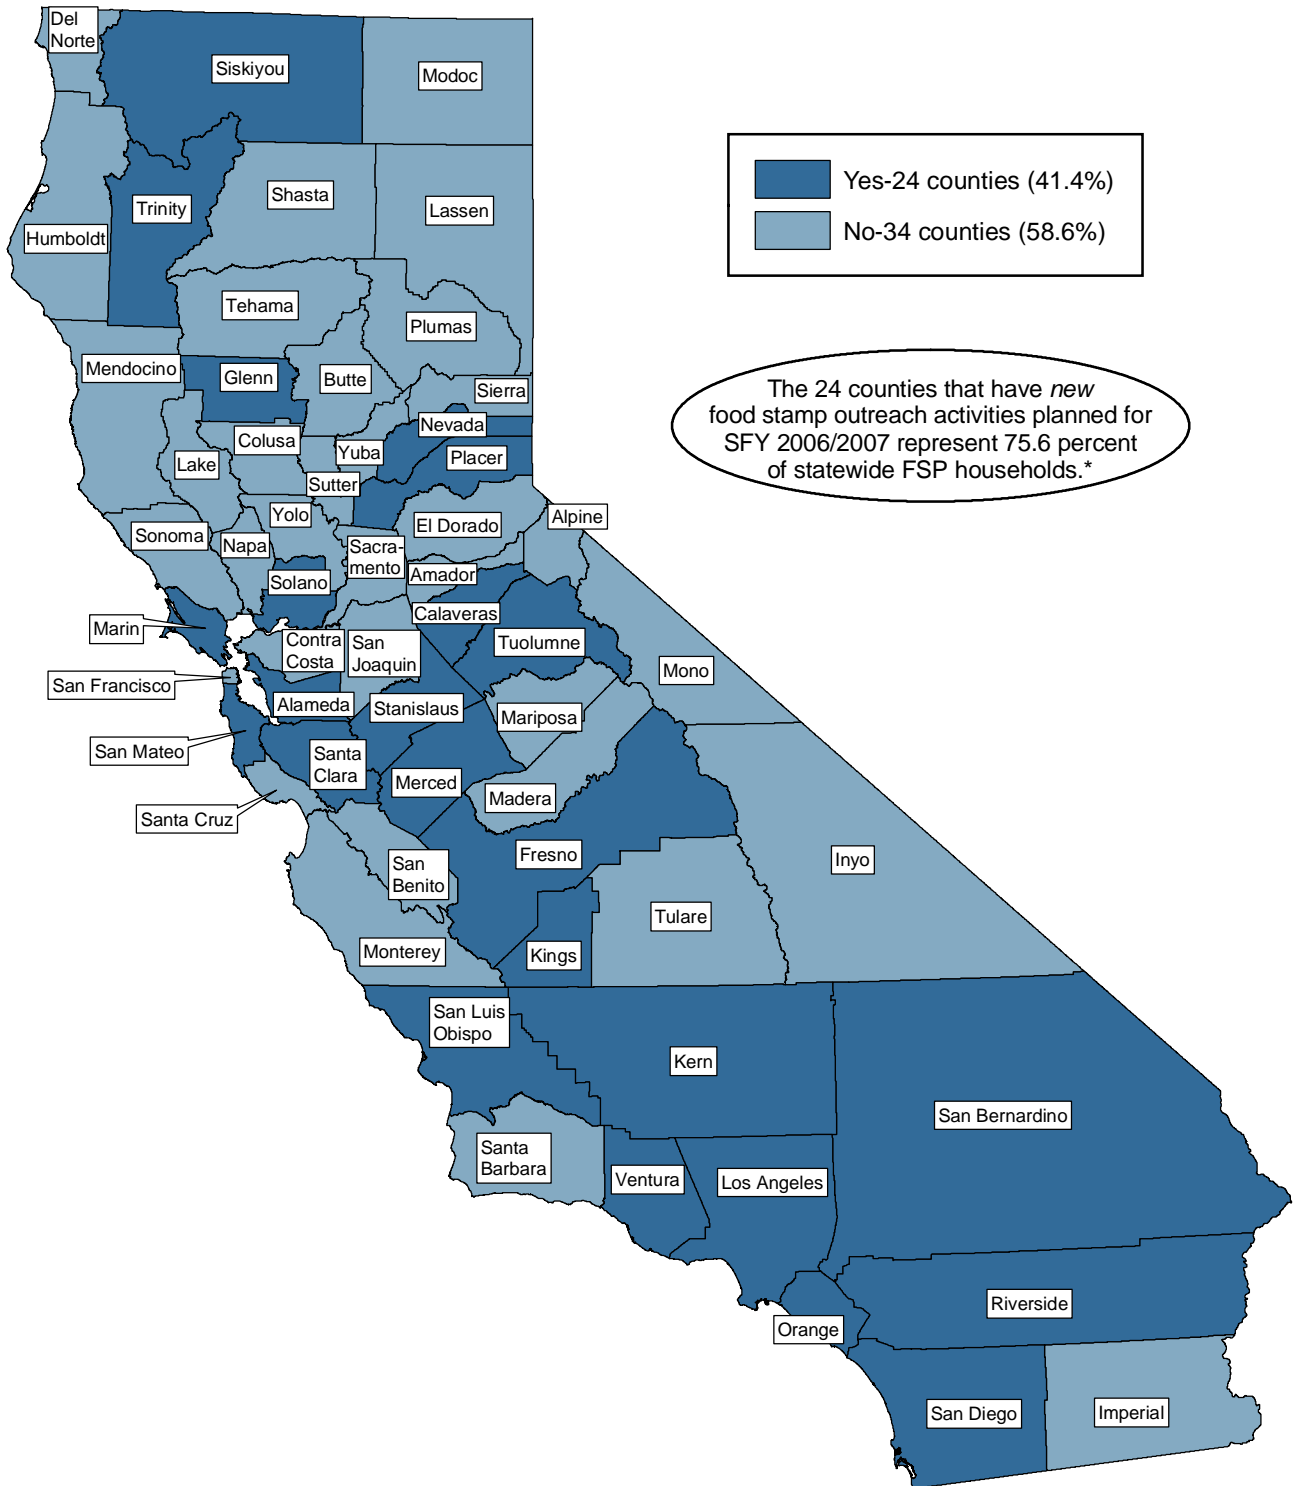 Del
Norte
Siskiyou
Modoc
Yes-24 counties (41.4%)
No-34 counties (58.6%)
Trinity
Shasta
Lassen
Humboldt
Tehama
Plumas
Mendocino
Glenn
Butte
Sierra
The 24 counties that have new
food stamp outreach activities planned for
SFY 2006/2007 represent 75.6 percent
of statewide FSP households.*
Nevada
Colusa
Yuba
Placer
Lake
Sutter
Yolo
El Dorado
Alpine
Sonoma
Napa
Sacra-
mento
Solano
Amador
Calaveras
Marin
Contra
Costa
San
Joaquin
Tuolumne
Mono
San Francisco
Alameda
Stanislaus
Mariposa
San Mateo
Santa
Clara
Merced
Madera
Santa Cruz
Fresno
Inyo
San
Benito
Tulare
Monterey
Kings
San Luis
Obispo
Kern
San Bernardino
Santa
Barbara
Ventura
Los Angeles
Riverside
Orange
San Diego
Imperial